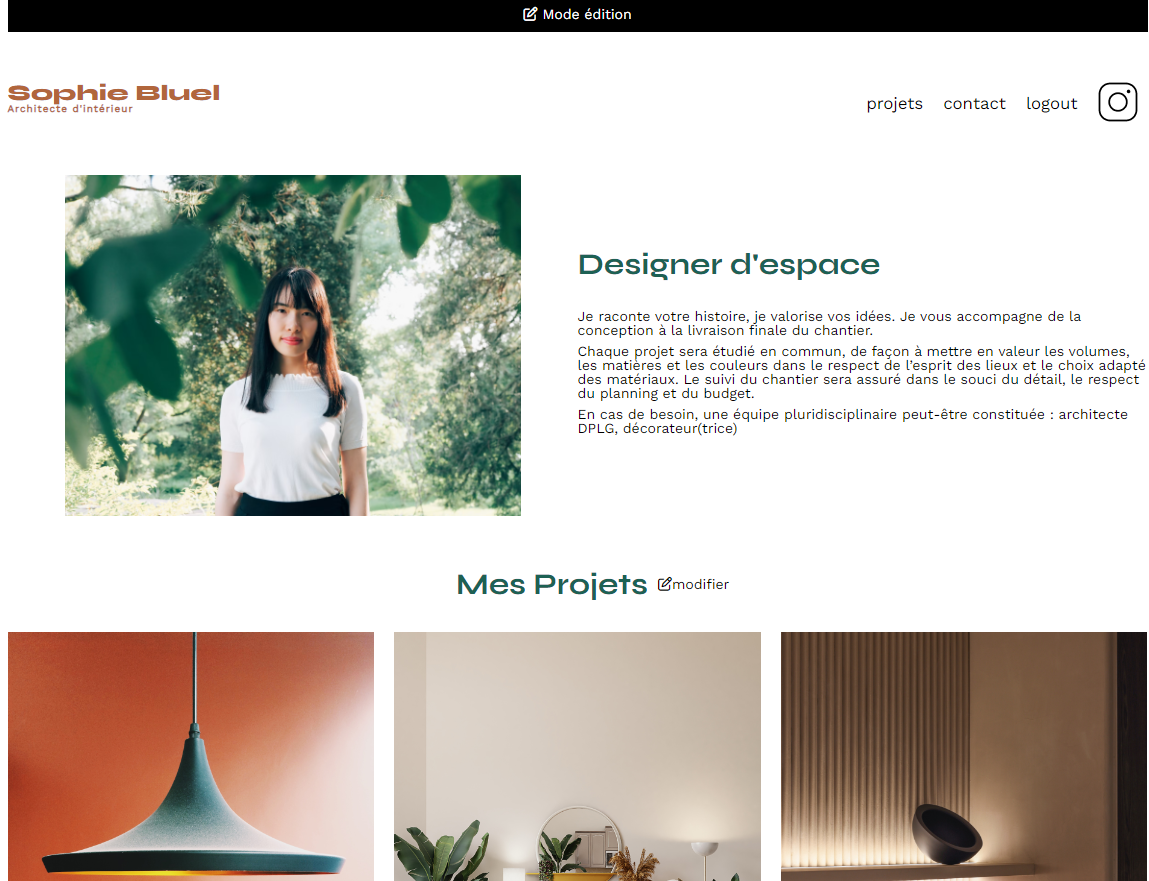 Mode édition
Sophie Bluel
Architecte d'intérieur
projets contact logout
Designer d'espace
Je raconte votre histoire, je valorise vos idées. Je vous accompagne de la
conception à la livraison finale du chantier.
Chaque projet sera étudié en commun, de façon à mettre en valeur les volumes,
les matières et les couleurs dans le respect de l’esprit des lieux et le choix adapté
des matériaux. Le suivi du chantier sera assuré dans le souci du détail, le respect
du planning et du budget.
En cas de besoin, une équipe pluridisciplinaire peut-être constituée : architecte
DPLG, décorateur(trice)
Mes Projets modifier